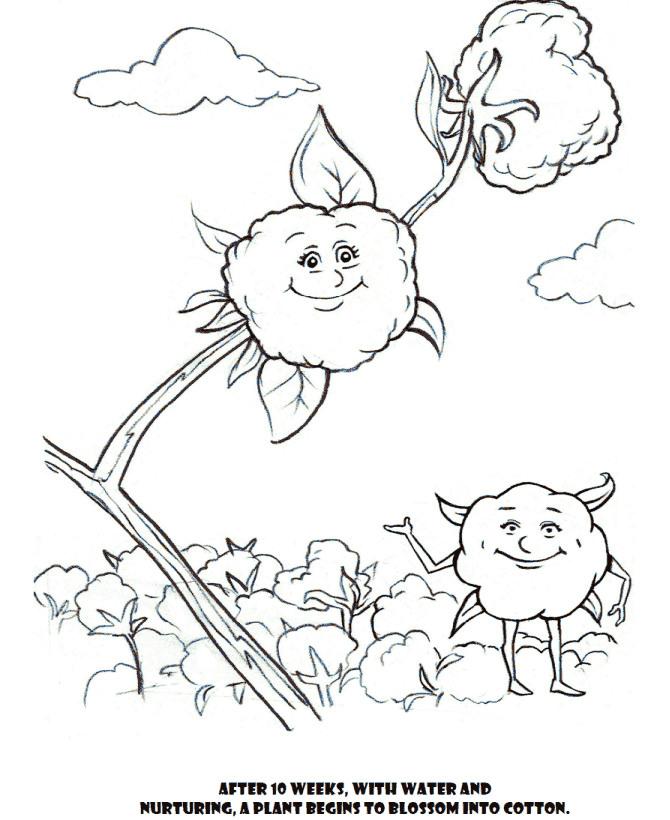 AFTER 10 WEEKS, WITH WATER AND
NURTURING, A PLANT BEGINS TO BLOSSOM INTO COTTON.